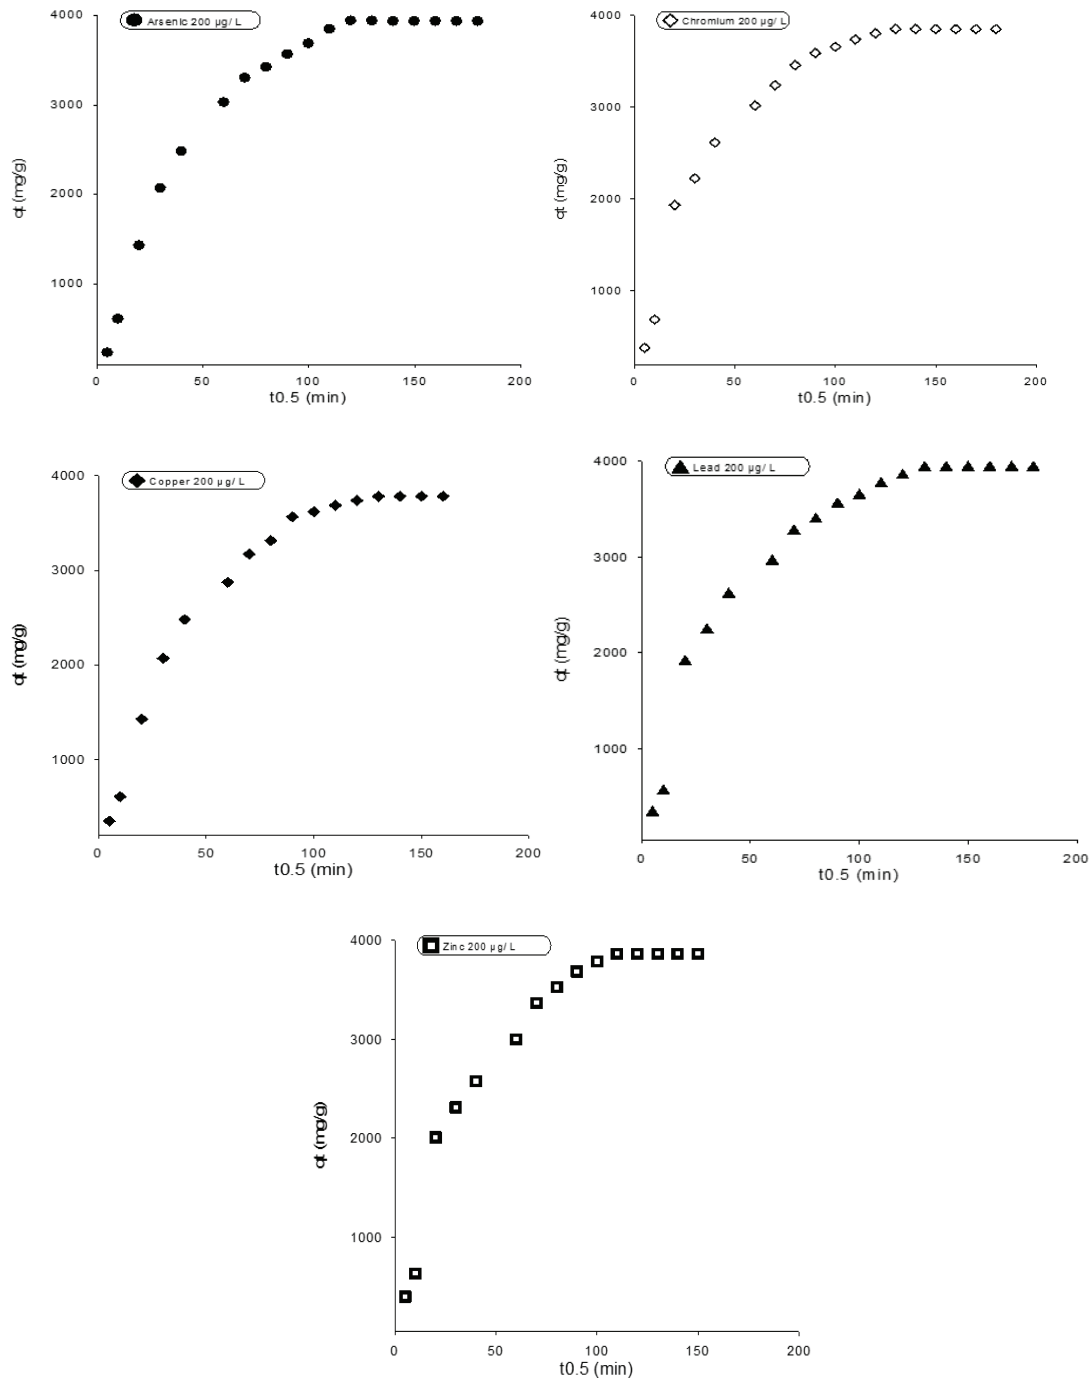 Arsenic 200 µg/ L
4000
3000
2000
1000
qt (mg/g)
0 50 100 150 200
t0.5 (min)
Chromium 200 µg/ L
4000
3000
2000
1000
qt (mg/g)
0 50 100 150 200
t0.5 (min)
Copper 200 µg/ L
4000
3000
2000
1000
qt (mg/g)
0 50 100 150 200
t0.5 (min)
Lead 200 µg/ L
4000
3000
2000
1000
qt (mg/g)
0 50 100 150 200
t0.5 (min)
Zinc 200 µg/ L
4000
3000
2000
1000
qt (mg/g)
0 50 100 150 200
t0.5 (min)